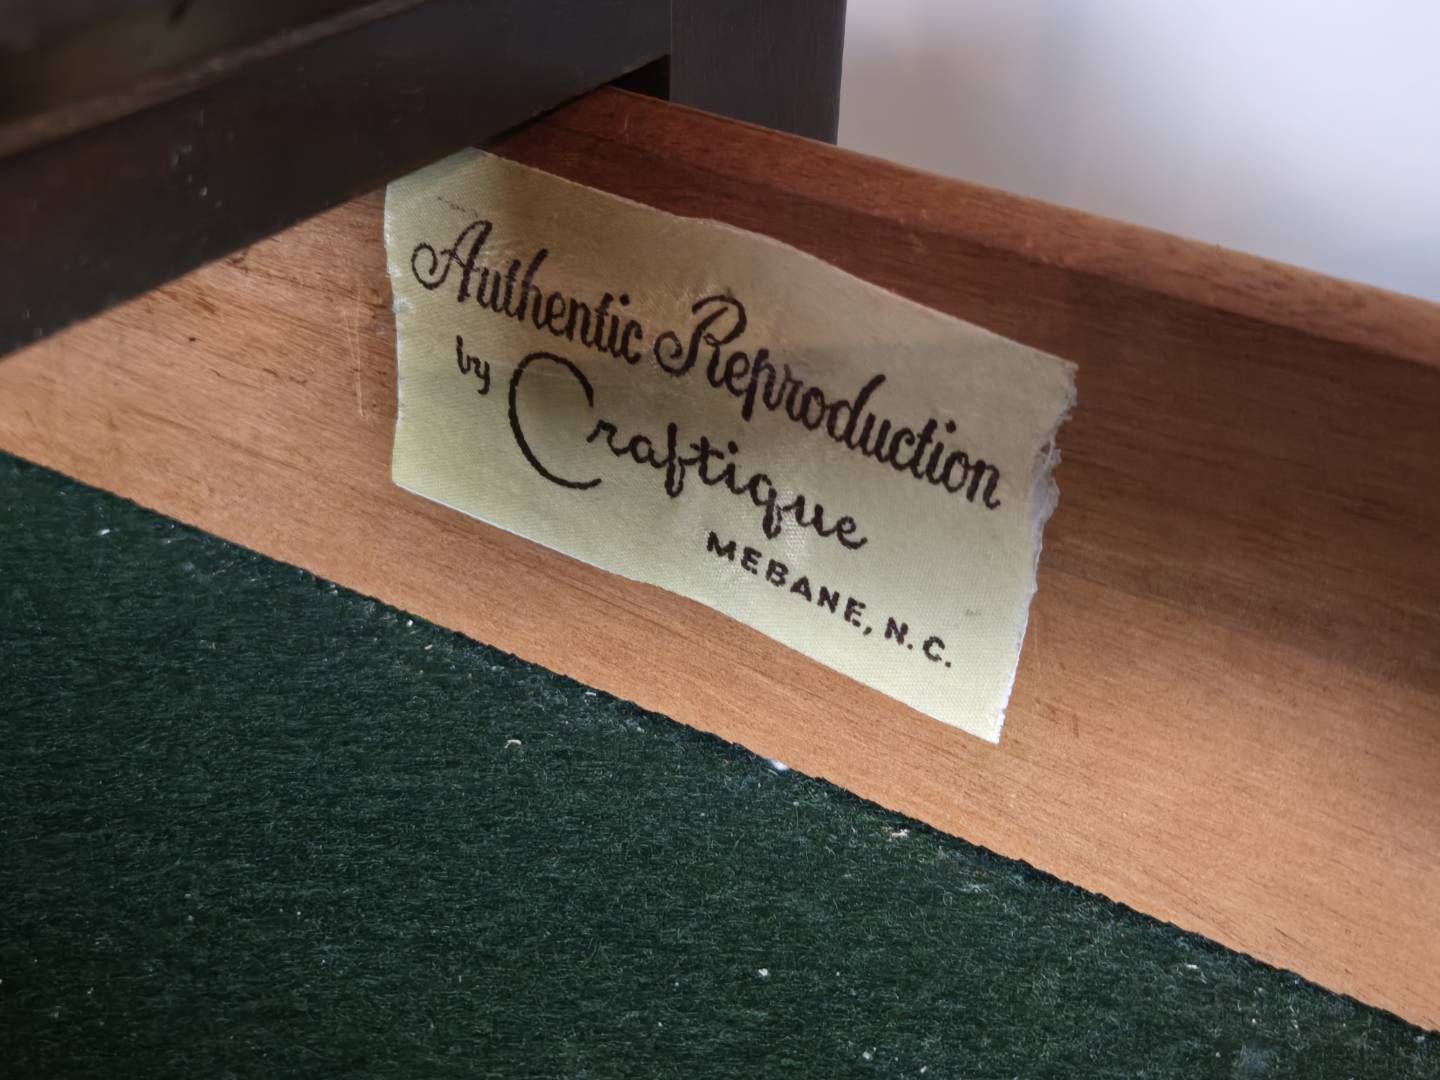 Authentic Reproduction
by Craftique
MEBANE, N.C.